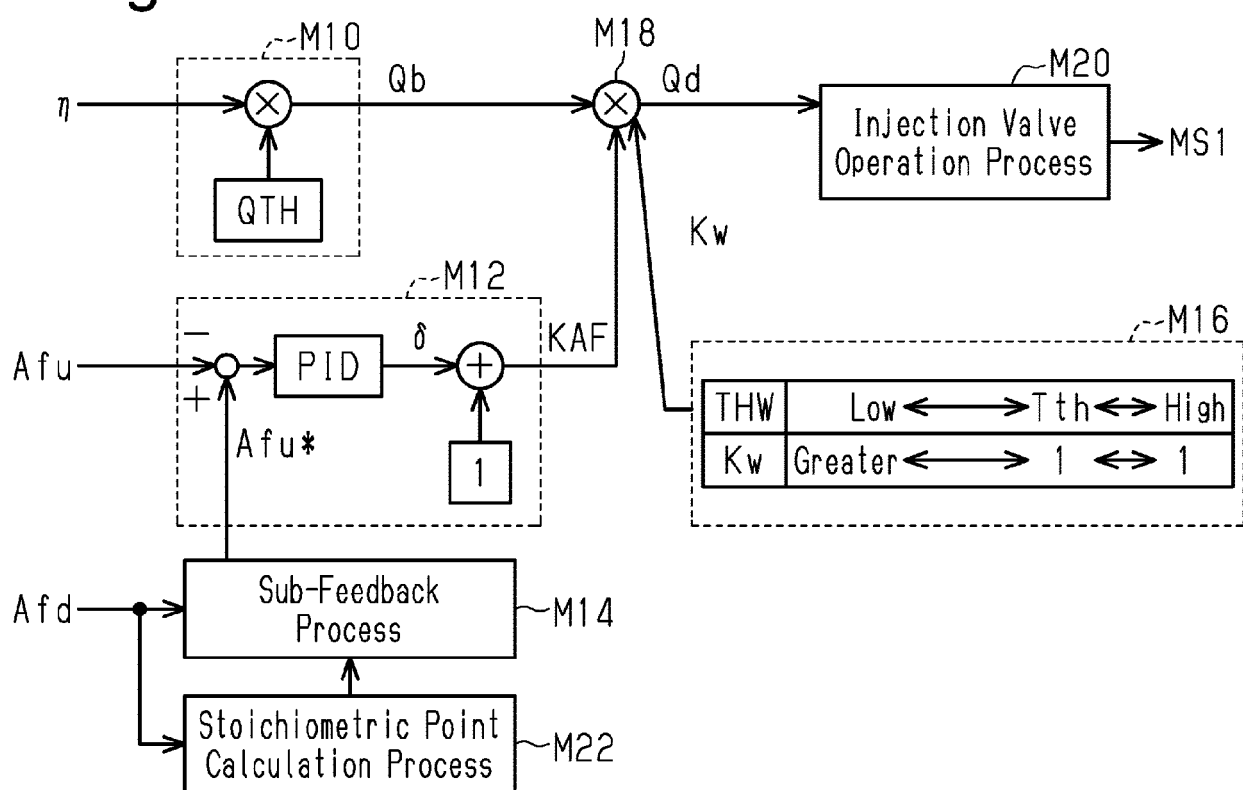 M10
M18
η
×
Qb
×
Qd
M20
Injection Valve
Operation Process
MS1
QTH
Kw
M12
Afu
−
+
PID
δ
+
KAF
Afu*
1
M16
THW Low Tth High
Kw Greater 1 1
Afd
Sub-Feedback
Process
M14
Stoichiometric Point
Calculation Process
M22